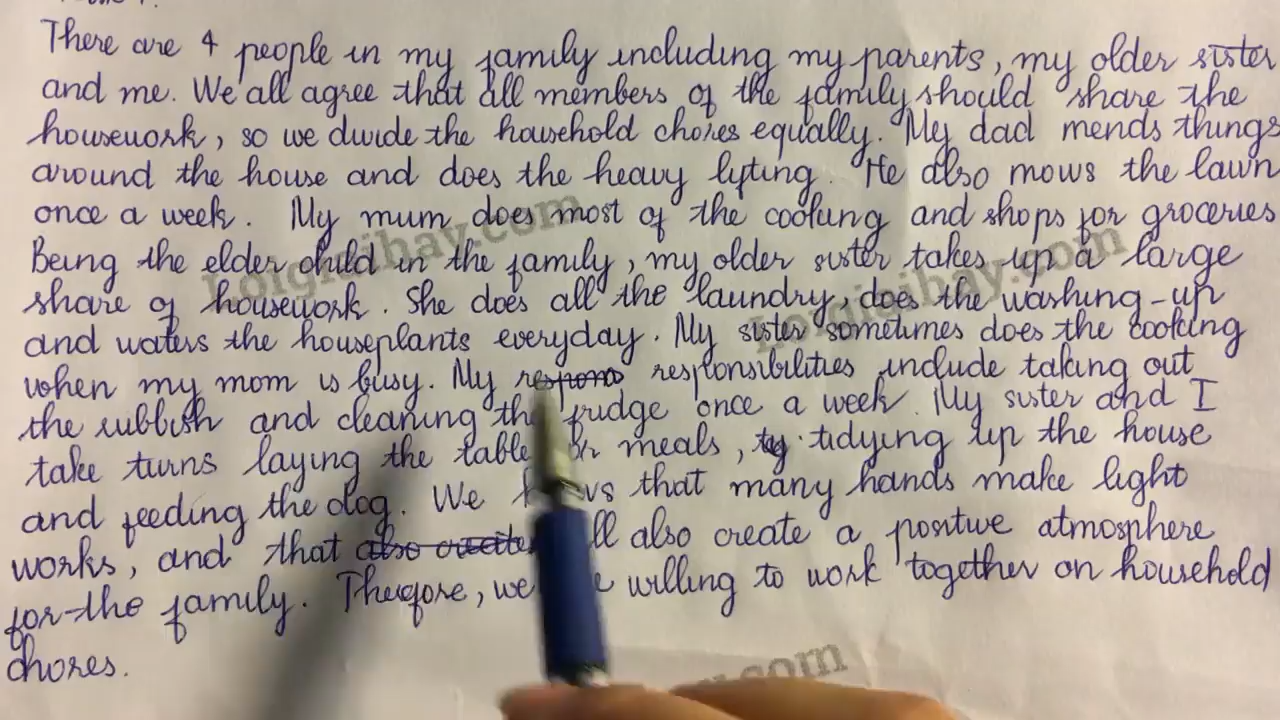 There are 4 people in my family including my parents, my older sister
and me. We all agree that all members of the family should share the
housework, so we divide the household chores equally. My dad mends things
around the house and does the heavy lifting. He also mows the lawn
once a week. My mum does most of the cooking and shops for groceries
Being the elder child in the family, my older sister takes up a large
share of housework. She does all the laundry, does the washing-up
and waters the houseplants everyday. My sister sometimes does the cooking
when my mom is busy. My respons responsibilities include taking out
the rubbish and cleaning the fridge once a week. My sister and I
take turns laying the table meals, ty tidying up the house
and feeding the dog. We that many hands make light
works, and that also create also create a positive atmosphere
for the family. Therefore, we willing to work together on household
chores.
loigiaihay.com
loigiaihay.com